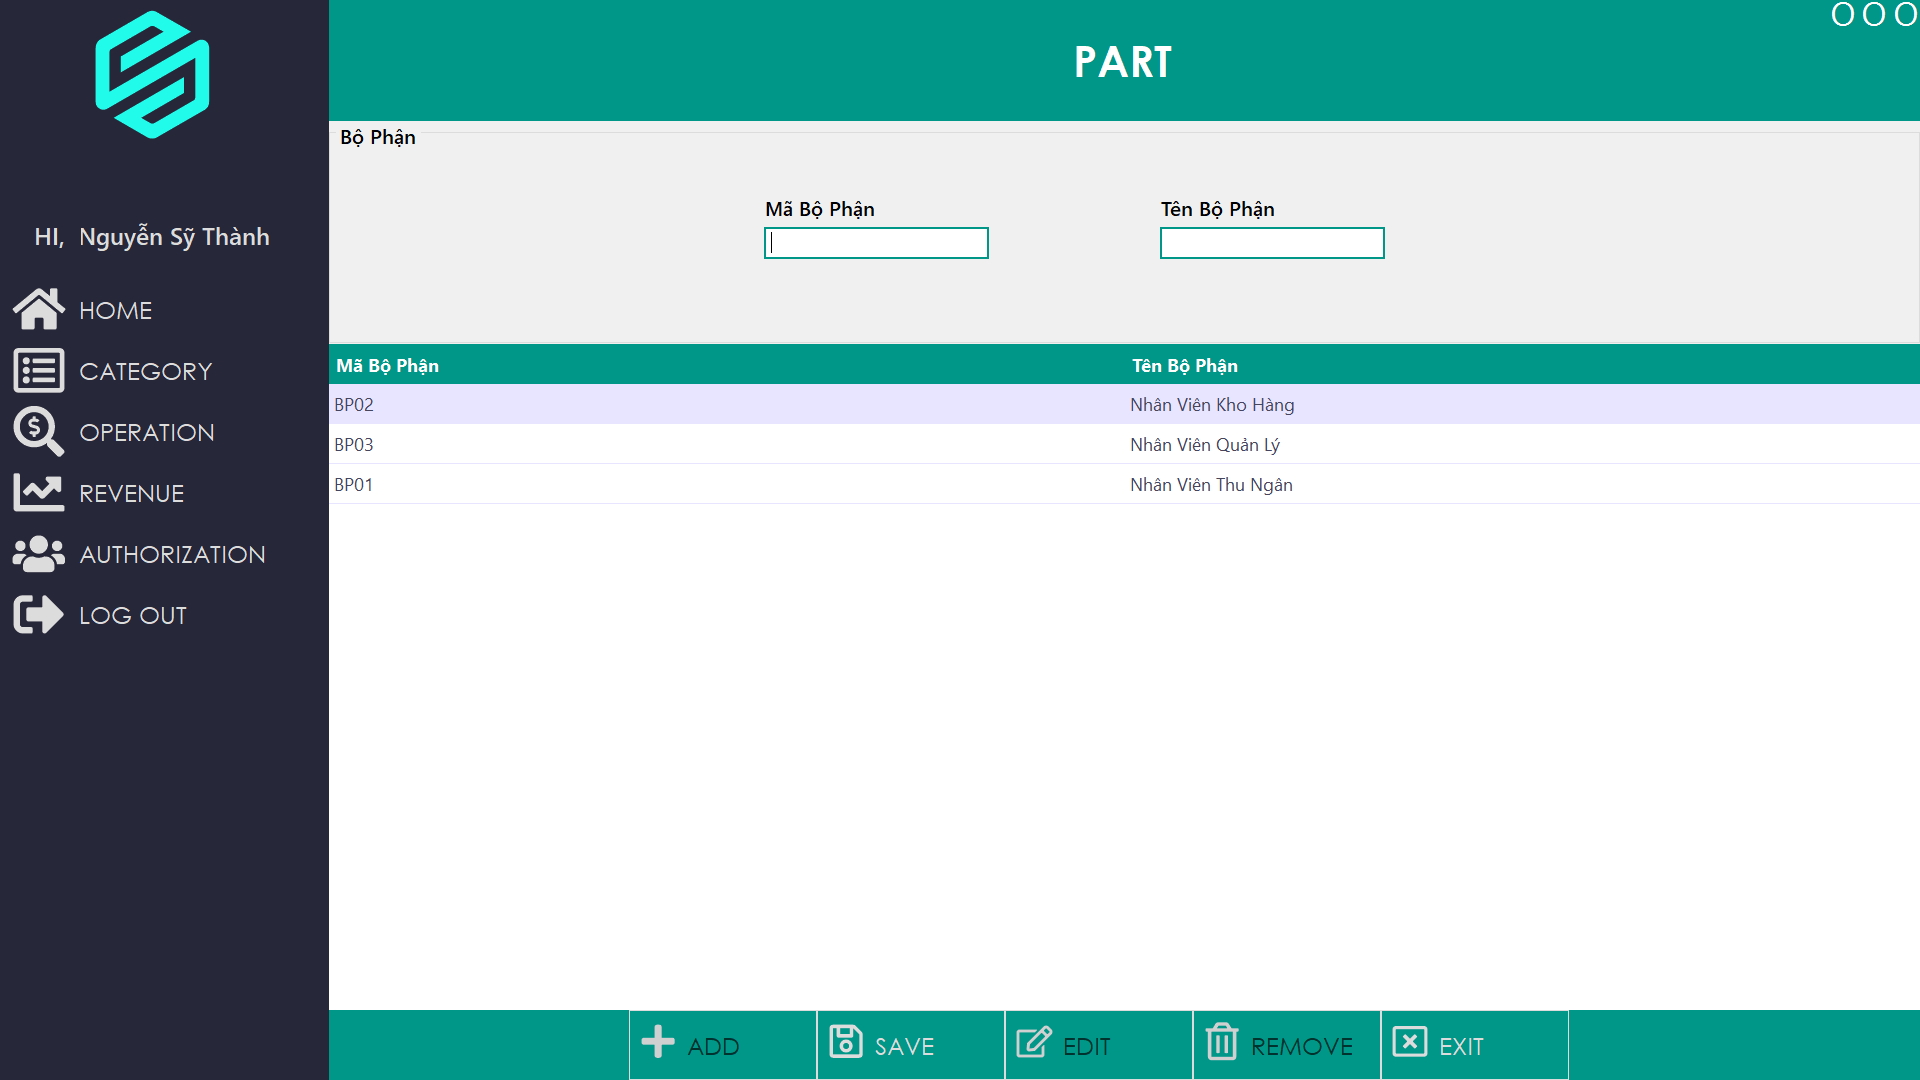 O O O
PART
Bộ Phận
Mã Bộ Phận
Tên Bộ Phận
HI, Nguyễn Sỹ Thành
HOME
CATEGORY
OPERATION
REVENUE
AUTHORIZATION
LOG OUT
Mã Bộ Phận Tên Bộ Phận
BP02 Nhân Viên Kho Hàng
BP03 Nhân Viên Quản Lý
BP01 Nhân Viên Thu Ngân
ADD SAVE EDIT REMOVE EXIT